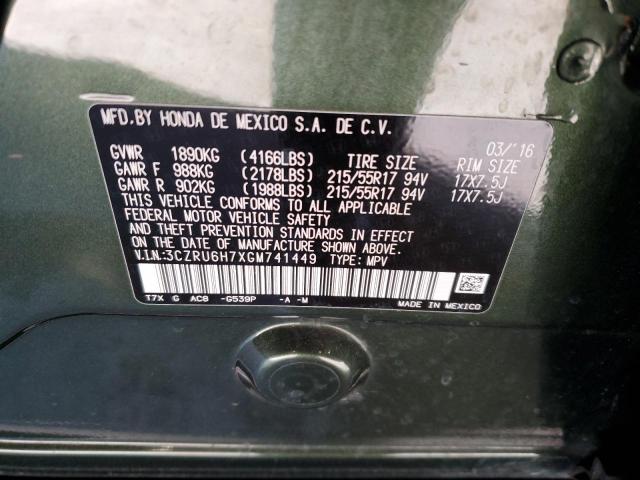 MFD.BY HONDA DE MEXICO S.A. DE C.V.
03/'16
GVWR 1890KG (4166LBS) TIRE SIZE RIM SIZE
GAWR F 988KG (2178LBS) 215/55R17 94V 17X7.5J
GAWR R 902KG (1988LBS) 215/55R17 94V 17X7.5J
THIS VEHICLE CONFORMS TO ALL APPLICABLE
FEDERAL MOTOR VEHICLE SAFETY
AND THEFT PREVENTION STANDARDS IN EFFECT
ON THE DATE OF MANUFACTURE SHOWN ABOVE.
V.I.N.:3CZRU6H7XGM741449 TYPE: MPV
T7X G AC8 -G539P -A -M MADE IN MEXICO